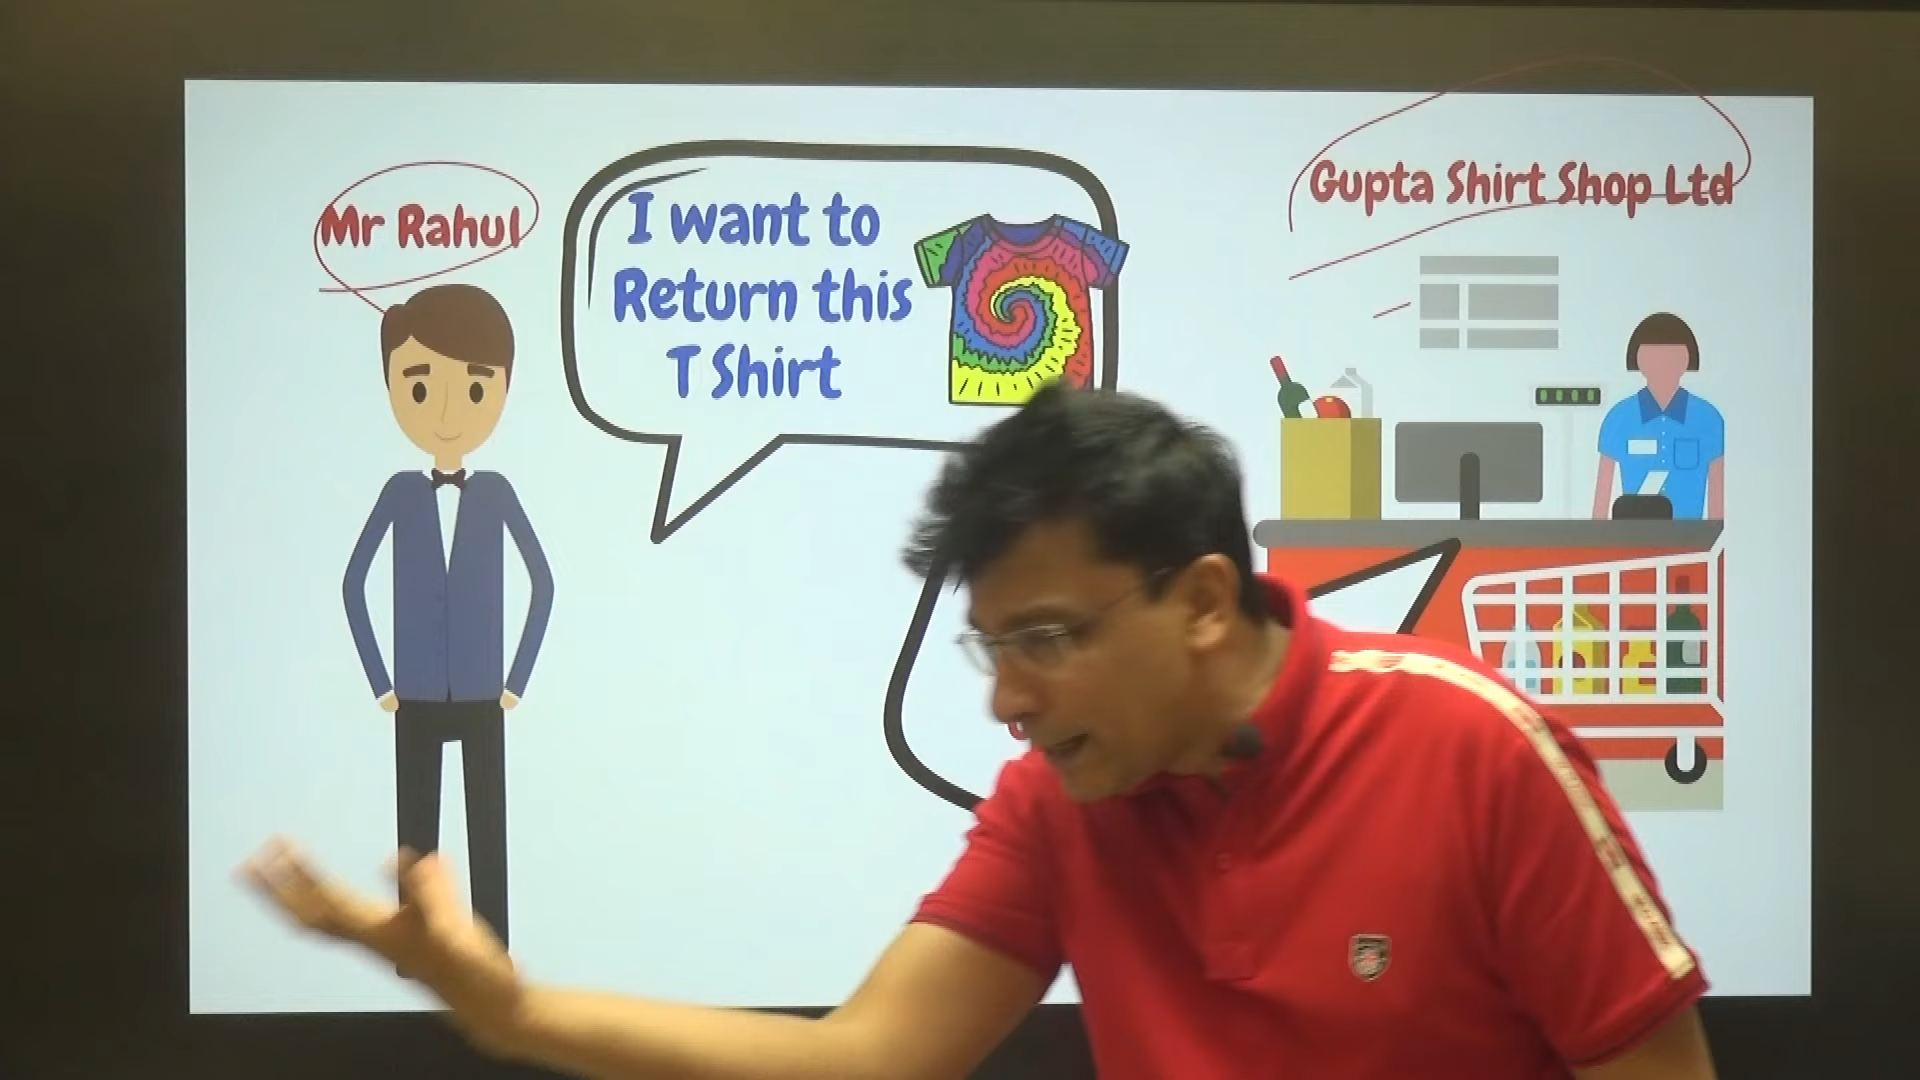 Mr Rahul
I want to
Return this
T Shirt
Gupta Shirt Shop Ltd